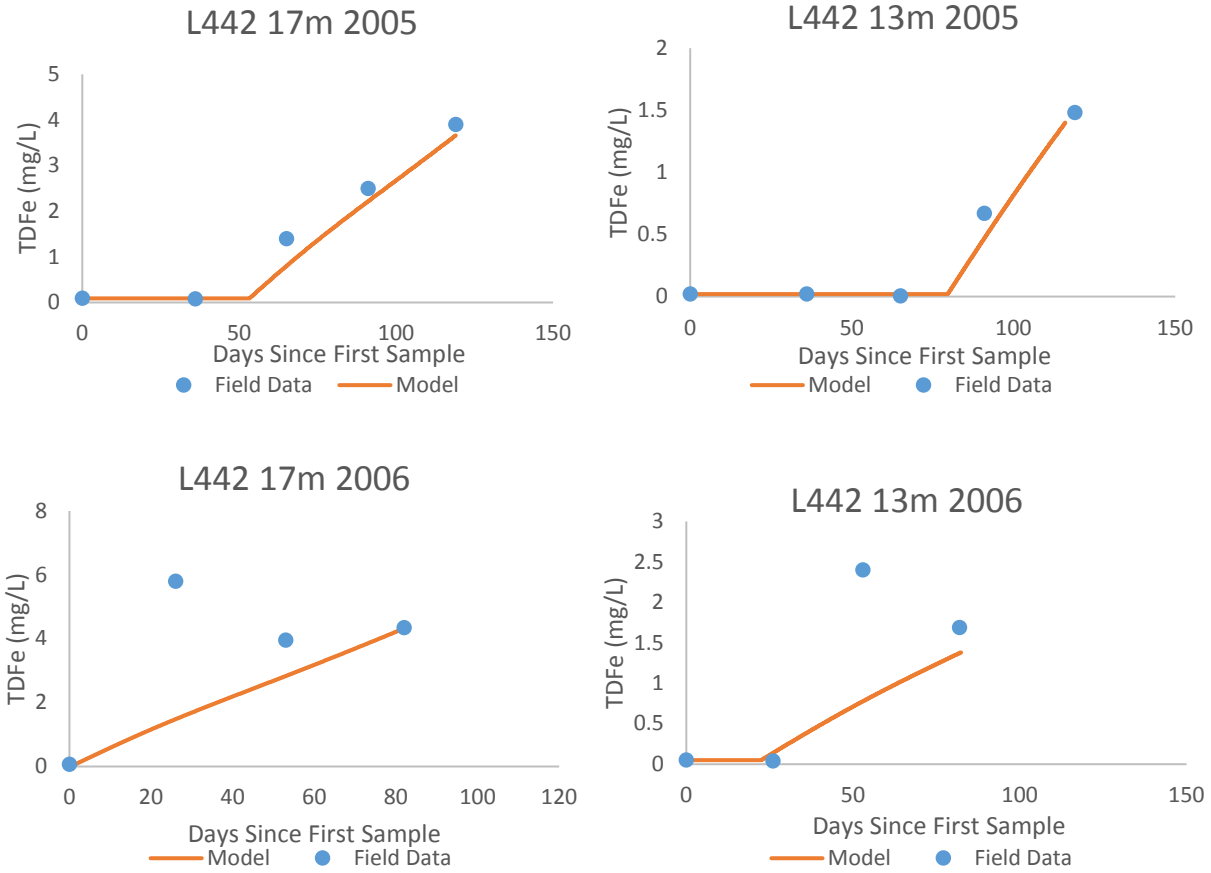 L442 17m 2005
TDFe (mg/L)
5
4
3
2
1
0
0 50 100 150
Days Since First Sample
Field Data Model
L442 13m 2005
TDFe (mg/L)
2
1.5
1
0.5
0
0 50 100 150
Days Since First Sample
Model Field Data
L442 17m 2006
TDFe (mg/L)
8
6
4
2
0
0 20 40 60 80 100 120
Days Since First Sample
Model Field Data
L442 13m 2006
TDFe (mg/L)
3
2.5
2
1.5
1
0.5
0
0 50 100 150
Days Since First Sample
Model Field Data